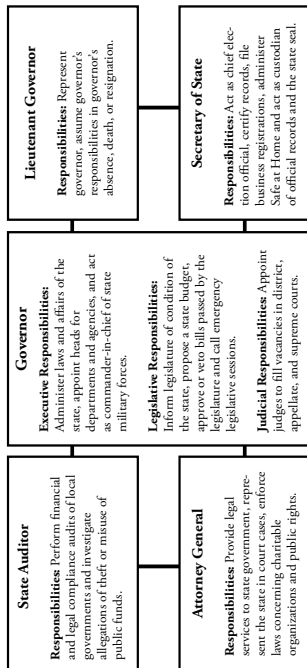 State Auditor
Responsibilities: Perform financial
and legal compliance audits of local
governments and investigate
allegations of theft or misuse of
public funds.
Attorney General
Responsibilities: Provide legal
services to state government, repre-
sent the state in court cases, enforce
laws concerning charitable
organizations and public rights.
Governor
Executive Responsibilities:
Administer laws and affairs of the
state, appoint heads for
departments and agencies, and act
as commander-in-chief of state
military forces.
Legislative Responsibilities:
Inform legislature of condition of
the state, propose a state budget,
approve or veto bills passed by the
legislature and call emergency
legislative sessions.
Judicial Responsibilities: Appoint
judges to fill vacancies in district,
appellate, and supreme courts.
Lieutenant Governor
Responsibilities: Represent
governor, assume governor's
responsibilities in governor's
absence, death, or resignation.
Secretary of State
Responsibilities: Act as chief elec-
tion official, certify records, file
business registrations, administer
Safe at Home and act as custodian
of official records and the state seal.